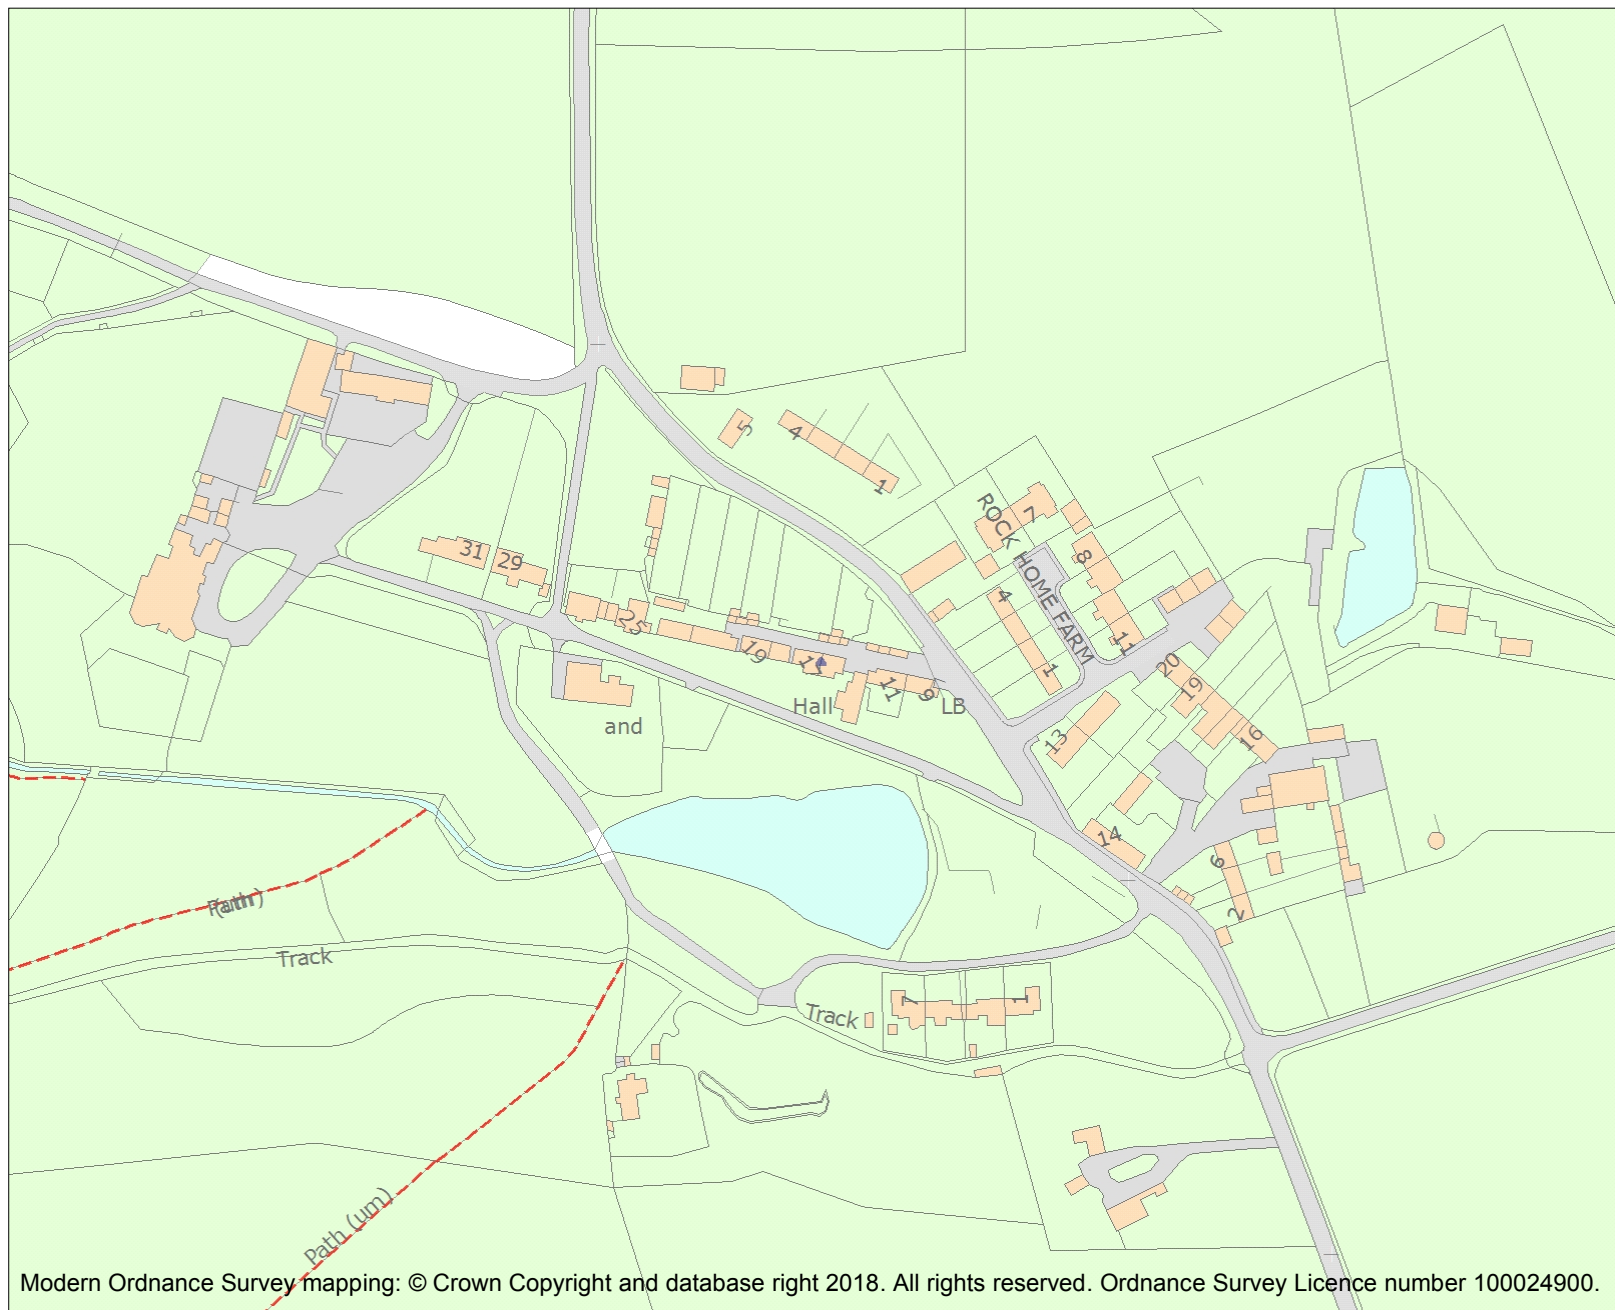 5
4
1
ROCK HOME FARM
7
8
31
29
4
25
11
19
1
20
19
11
9
Hall
LB
and
13
16
14
6
2
Track
7
1
Track
Path (um)
Modern Ordnance Survey mapping: © Crown Copyright and database right 2018. All rights reserved. Ordnance Survey Licence number 100024900.